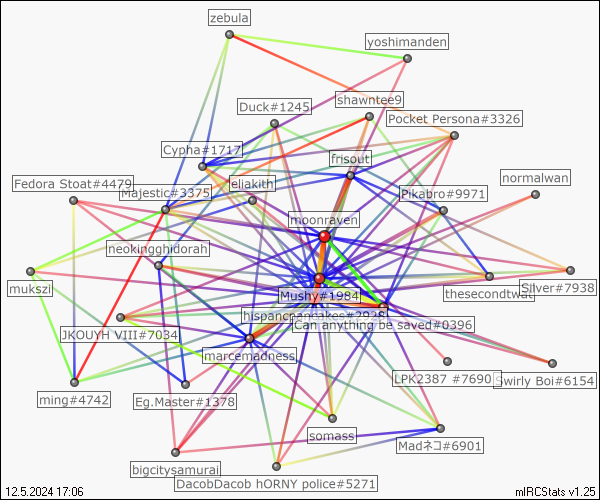 zebula
yoshimanden
Duck#1245
shawntee9
Pocket Persona#3326
Cypha#1717
frisout
Fedora Stoat#4479
Majestic#3375
eliakith
Pikabro#9971
normalwan
moonraven
neokingghidorah
mukszi
Mushy#1984
thesecondtwat
Silver#7938
JKOUYH VIII#7034
Can anything be saved#0396
marcemadness
LPK2387 #7690
Swirly Boi#6154
ming#4742
Eg.Master#1378
somass
Madネコ#6901
bigcitysamurai
DacobDacob hORNY police#5271
12.5.2024 17:06
mIRCStats v1.25